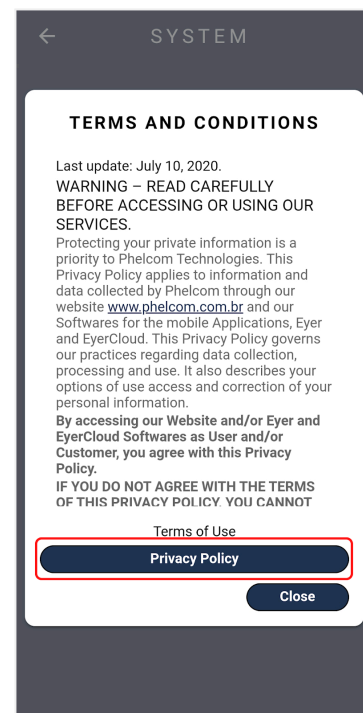 SYSTEM
TERMS AND CONDITIONS
Last update: July 10, 2020.
WARNING – READ CAREFULLY
BEFORE ACCESSING OR USING OUR
SERVICES.
Protecting your private information is a
priority to Phelcom Technologies. This
Privacy Policy applies to information and
data collected by Phelcom through our
website www.phelcom.com.br and our
Softwares for the mobile Applications, Eyer
and EyerCloud. This Privacy Policy governs
our practices regarding data collection,
processing and use. It also describes your
options of use access and correction of your
personal information.
By accessing our Website and/or Eyer and
EyerCloud Softwares as User and/or
Customer, you agree with this Privacy
Policy.
IF YOU DO NOT AGREE WITH THE TERMS
OF THIS PRIVACY POLICY, YOU CANNOT
Terms of Use
Privacy Policy
Close